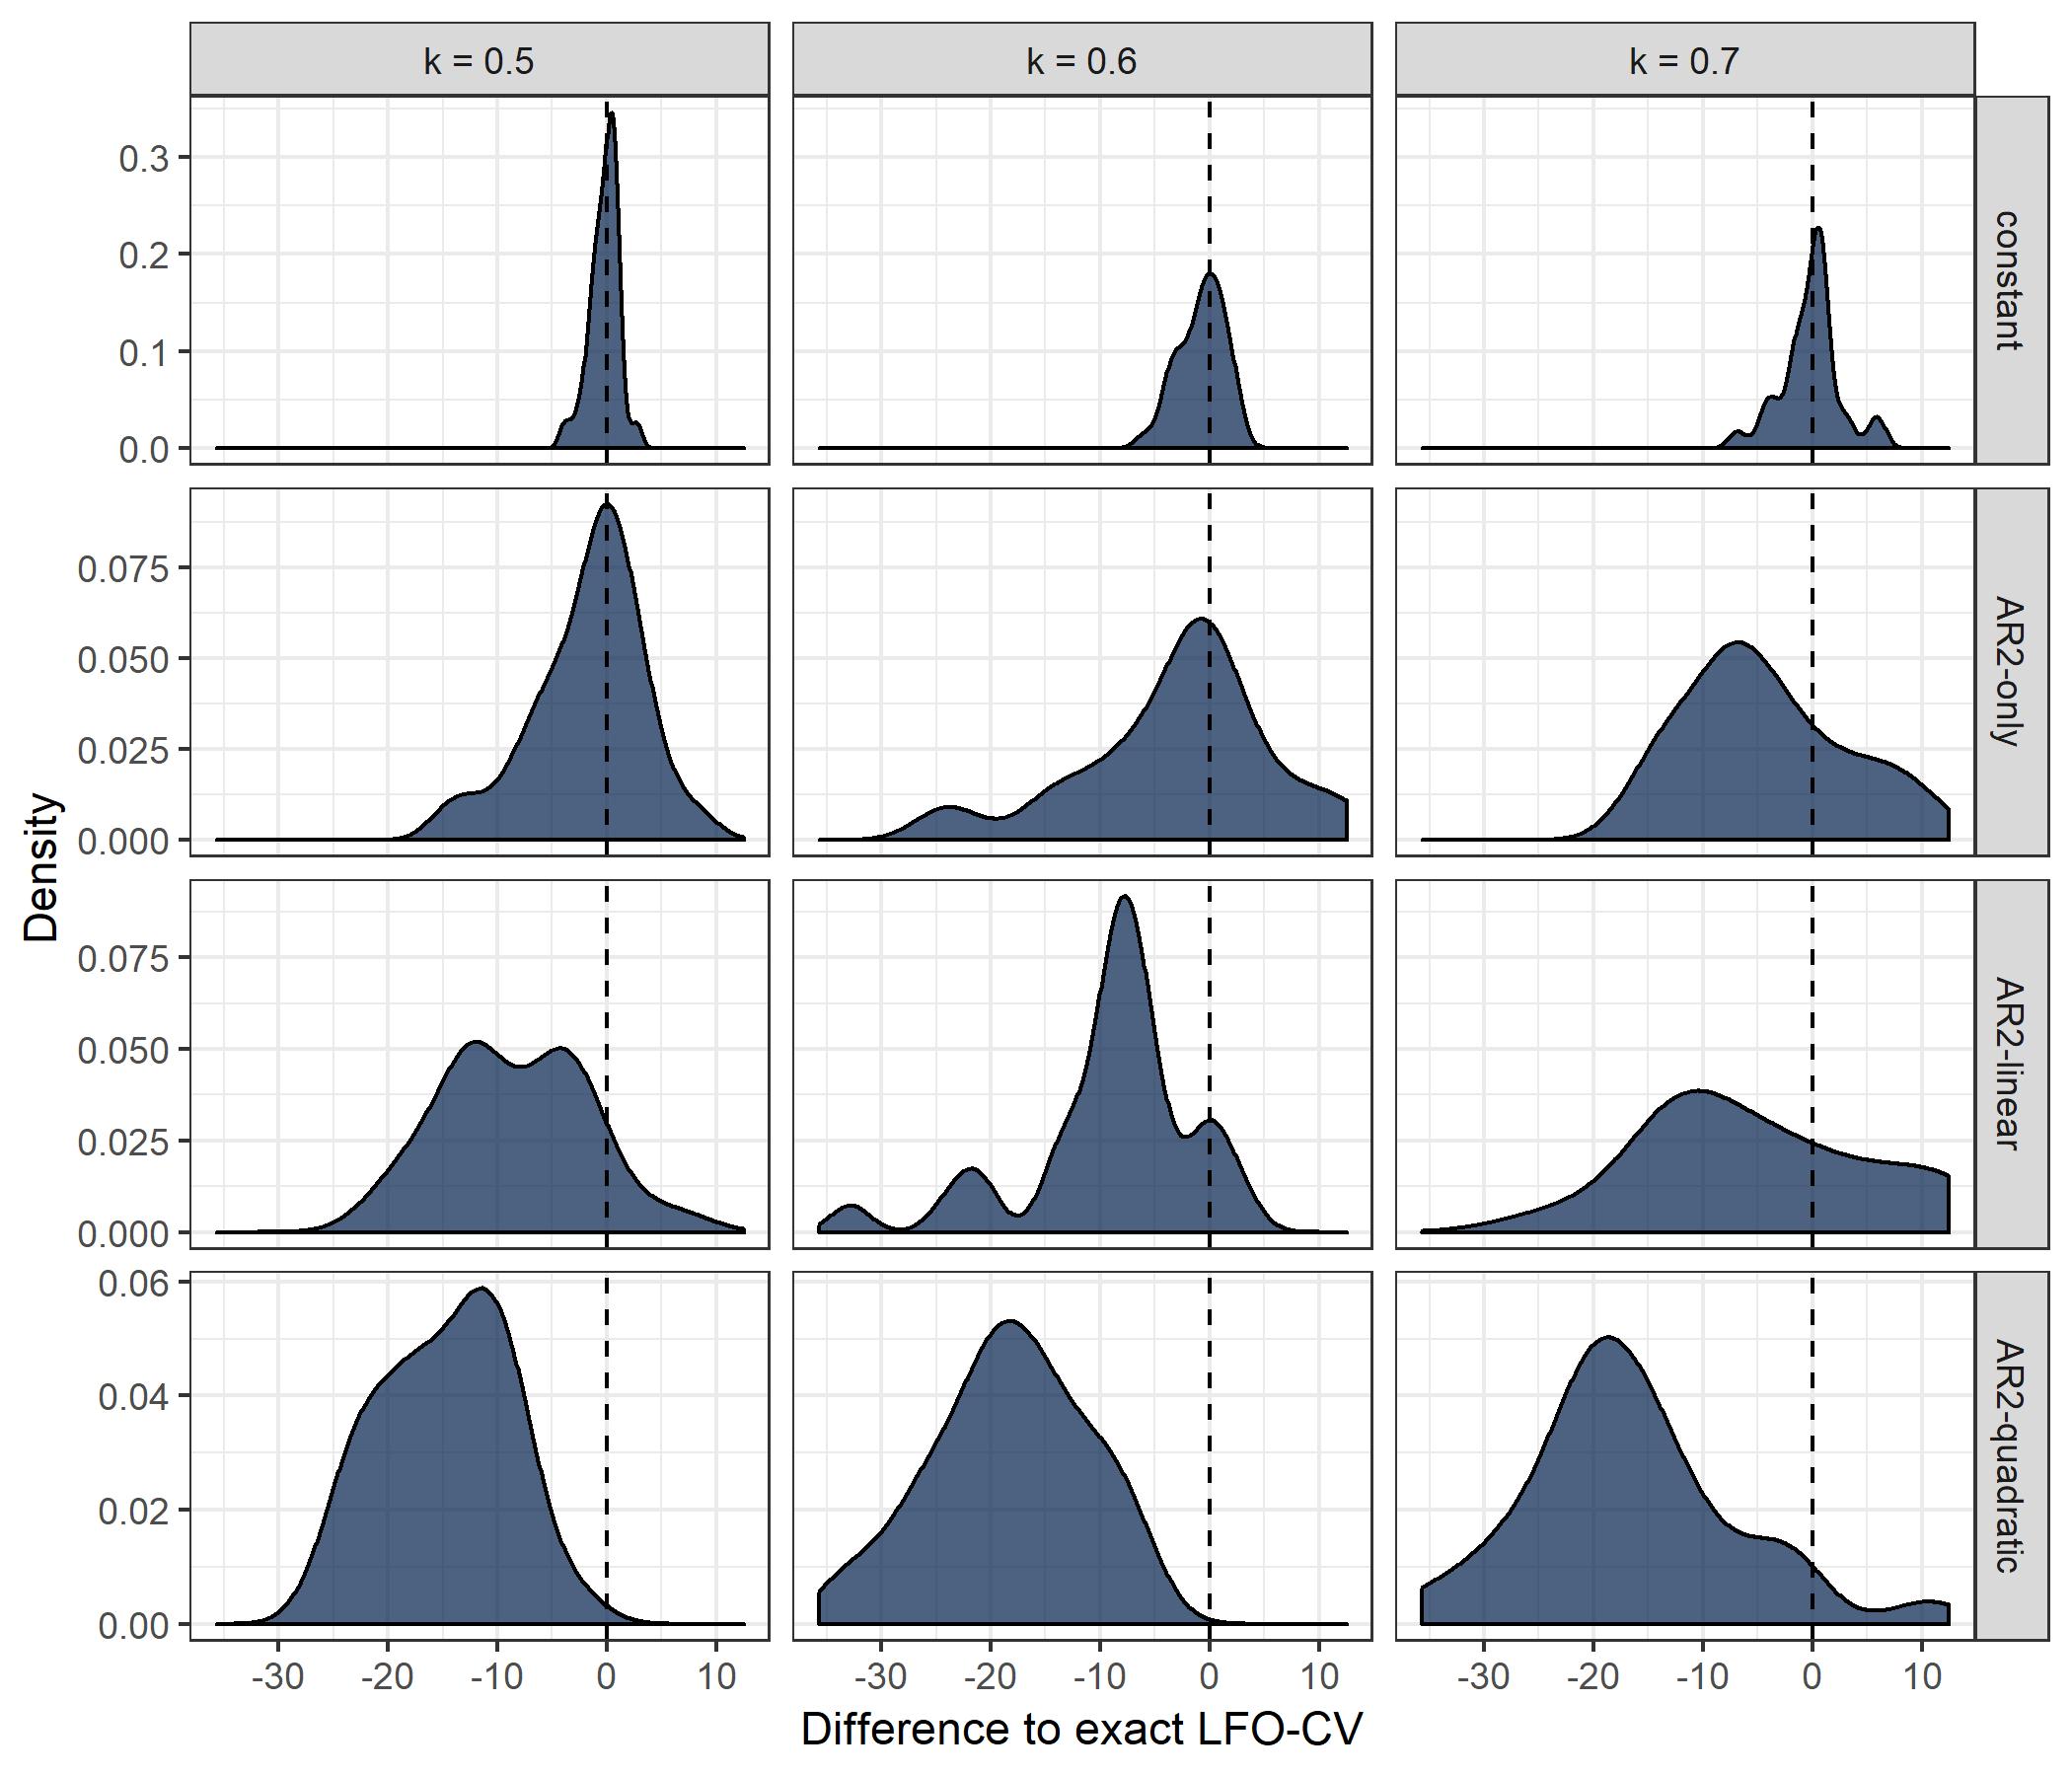 k = 0.5
k = 0.6
k = 0.7
constant
AR2-only
AR2-linear
AR2-quadratic
Density
0.3
0.2
0.1
0.0
0.075
0.050
0.025
0.000
0.075
0.050
0.025
0.000
0.06
0.04
0.02
0.00
-30 -20 -10 0 10
-30 -20 -10 0 10
-30 -20 -10 0 10
Difference to exact LFO-CV